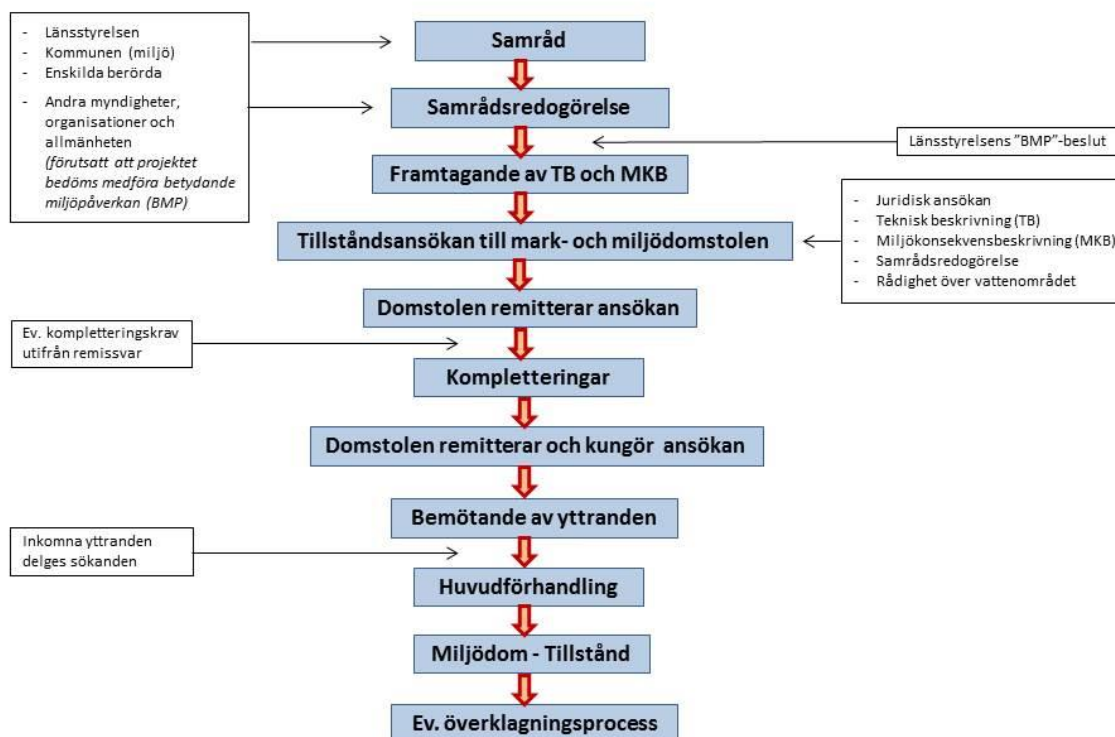 - Länsstyrelsen
- Kommunen (miljö)
- Enskilda berörda
- Andra myndigheter,
organisationer och
allmänheten
(förutsatt att projektet
bedöms medföra betydande
miljöpåverkan (BMP)
Samråd
Samrådsredogörelse
Länsstyrelsens ”BMP”-beslut
Framtagande av TB och MKB
Tillståndsansökan till mark- och miljödomstolen
- Juridisk ansökan
- Teknisk beskrivning (TB)
- Miljökonsekvensbeskrivning (MKB)
- Samrådsredogörelse
- Rådighet över vattenområdet
Domstolen remitterar ansökan
Ev. kompletteringskrav
utifrån remissvar
Kompletteringar
Domstolen remitterar och kungör ansökan
Bemötande av yttranden
Inkomna yttranden
delges sökanden
Huvudförhandling
Miljödom - Tillstånd
Ev. överklagningsprocess